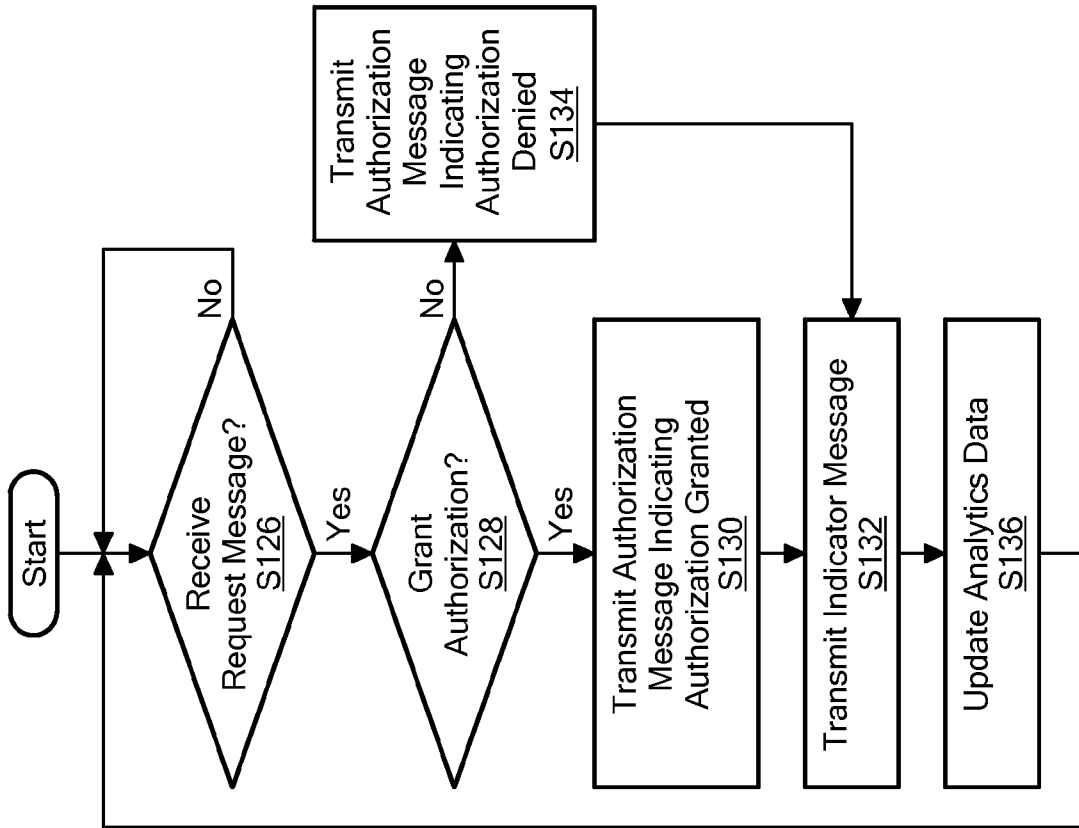 Start
Receive
Request Message?
S126
No
Yes
Grant
Authorization?
S128
No
Yes
Transmit
Authorization
Message
Indicating
Authorization
Denied
S134
Transmit Authorization
Message Indicating
Authorization Granted
S130
Transmit Indicator Message
S132
Update Analytics Data
S136